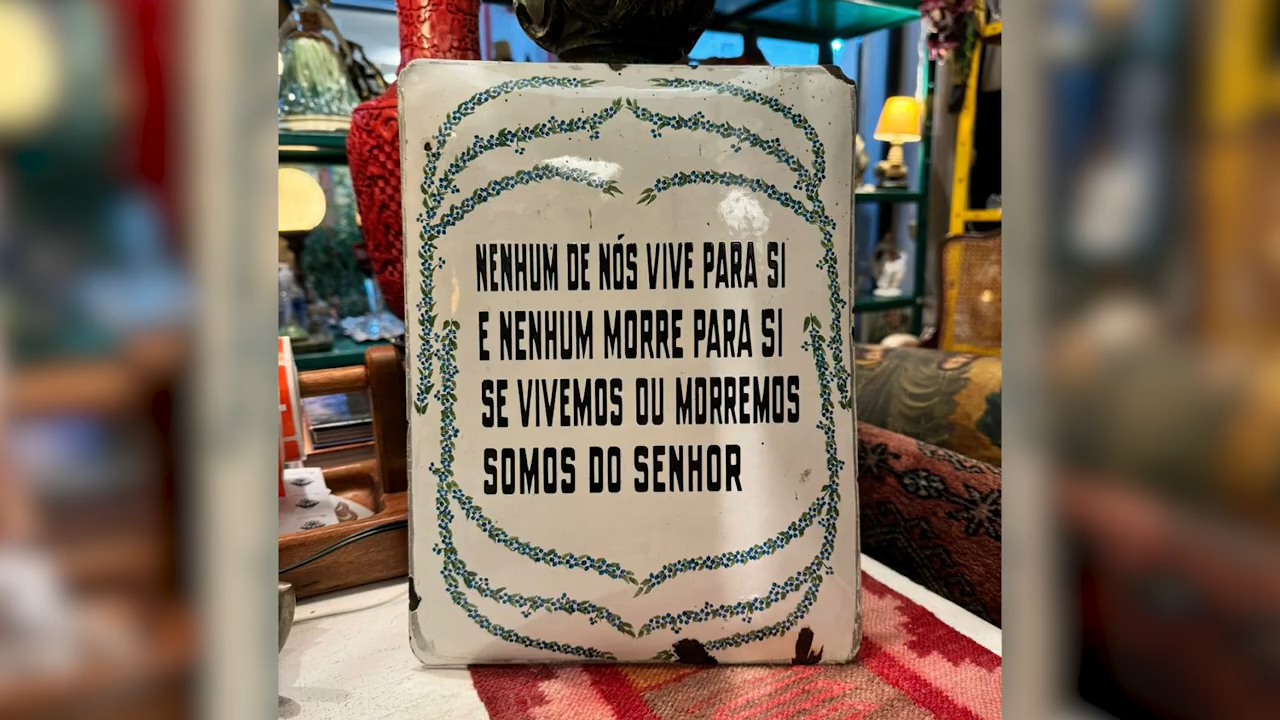 NENHUM DE NÓS VIVE PARA SI
E NENHUM MORRE PARA SI
SE VIVEMOS OU MORREMOS
SOMOS DO SENHOR